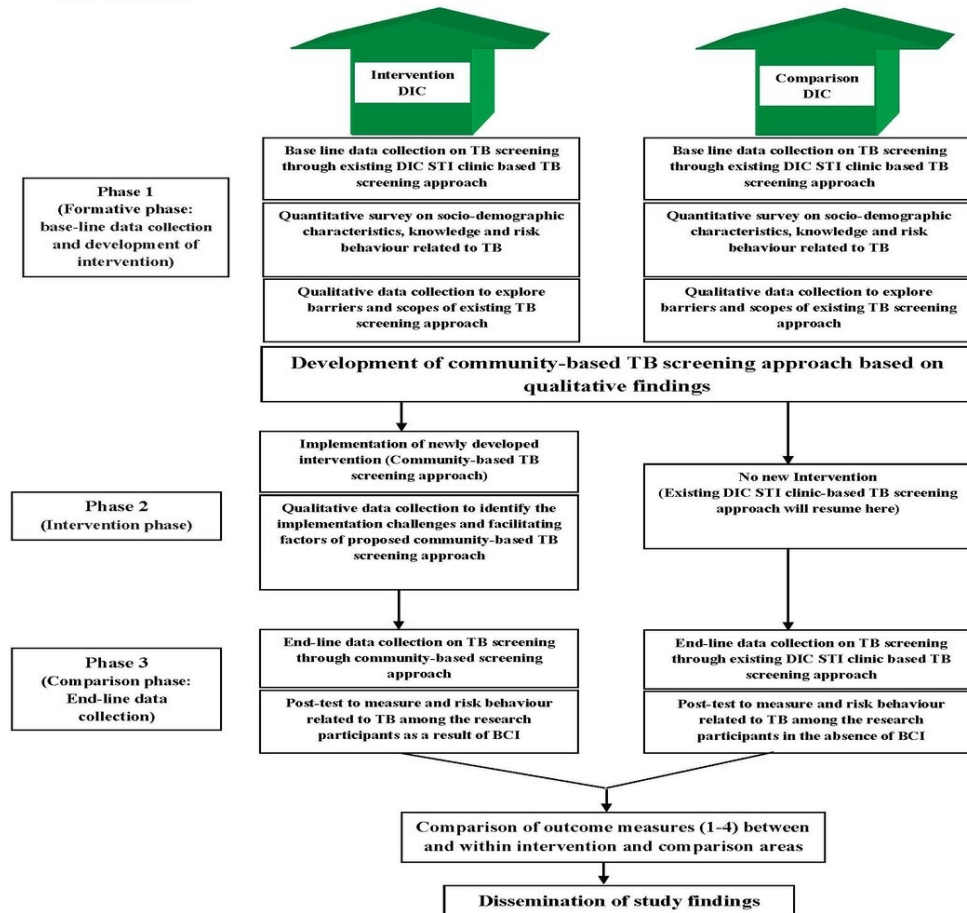 Intervention
DIC
Comparison
DIC
Phase 1
(Formative phase:
base-line data collection
and development of
intervention)
Base line data collection on TB screening
through existing DIC STI clinic based TB
screening approach
Base line data collection on TB screening
through existing DIC STI clinic based TB
screening approach
Quantitative survey on socio-demographic
characteristics, knowledge and risk
behaviour related to TB
Quantitative survey on socio-demographic
characteristics, knowledge and risk
behaviour related to TB
Qualitative data collection to explore
barriers and scopes of existing TB
screening approach
Qualitative data collection to explore
barriers and scopes of existing TB
screening approach
Development of community-based TB screening approach based on
qualitative findings
Phase 2
(Intervention phase)
Implementation of newly developed
intervention (Community-based TB
screening approach)
Qualitative data collection to identify the
implementation challenges and facilitating
factors of proposed community-based TB
screening approach
No new Intervention
(Existing DIC STI clinic-based TB screening
approach will resume here)
Phase 3
(Comparison phase:
End-line data
collection)
End-line data collection on TB screening
through community-based screening
approach
End-line data collection on TB screening
through existing DIC STI clinic based TB
screening approach
Post-test to measure and risk behaviour
related to TB among the research
participants as a result of BCI
Post-test to measure and risk behaviour
related to TB among the research
participants in the absence of BCI
Comparison of outcome measures (1-4) between
and within intervention and comparison areas
Dissemination of study findings